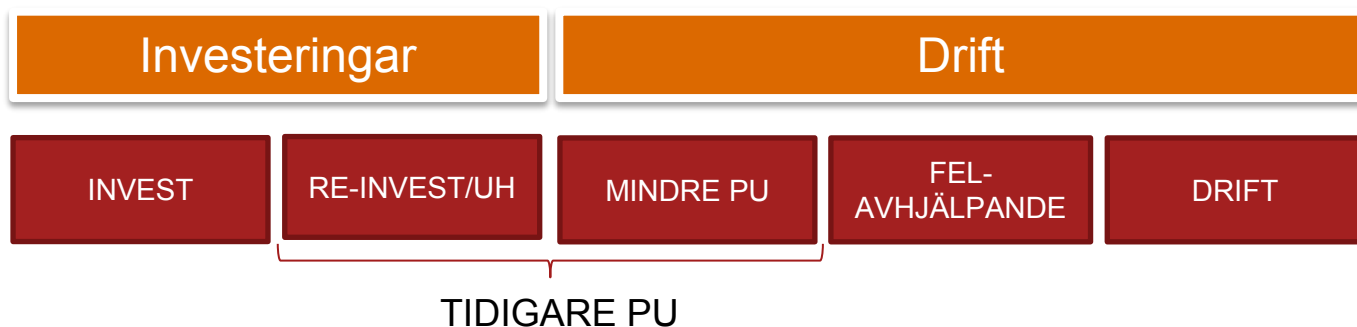 Investeringar
Drift
INVEST
RE-INVEST/UH
MINDRE PU
FEL-
AVHJÄLPANDE
DRIFT
TIDIGARE PU